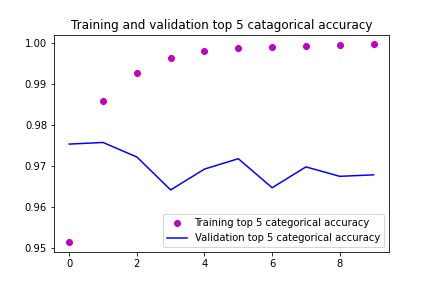 Training and validation top 5 catagorical accuracy
1.00
0.99
0.98
0.97
0.96
0.95
Training top 5 categorical accuracy
Validation top 5 categorical accuracy
0 2 4 6 8